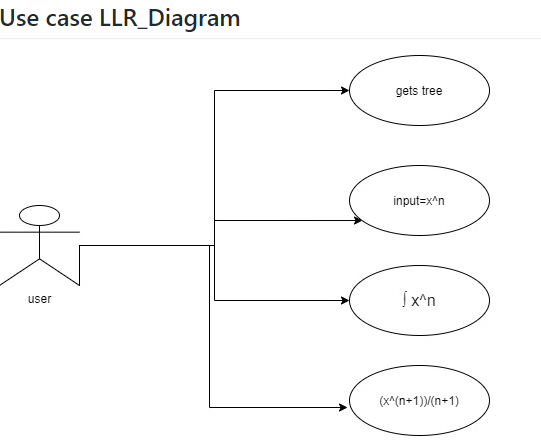 Use case LLR_Diagram
gets tree
input=x^n
∫ x^n
user
(x^(n+1))/(n+1)